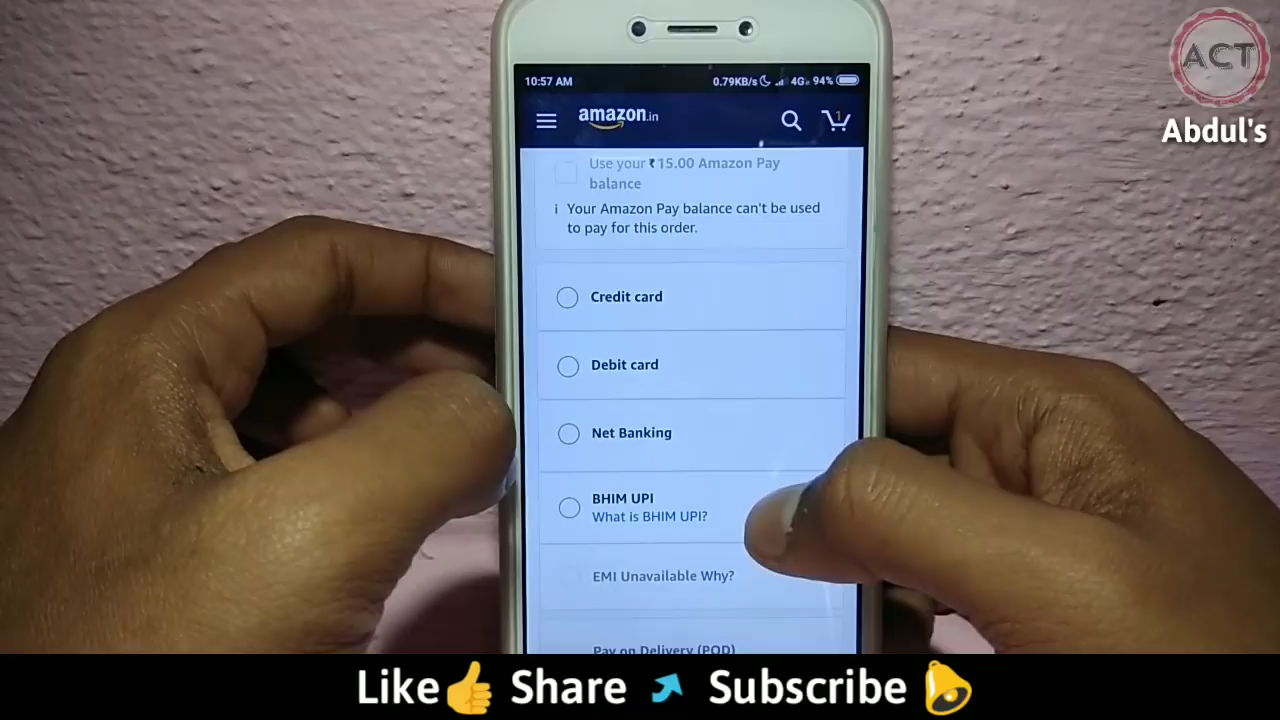 ACT
Abdul's
10:57 AM
0.79KB/s 4G 94%
amazon.in
1
Use your ₹15.00 Amazon Pay
balance
i Your Amazon Pay balance can't be used
to pay for this order.
Credit card
Debit card
Net Banking
BHIM UPI
What is BHIM UPI?
EMI Unavailable Why?
Pay on Delivery (POD)
Like👍 Share Subscribe 🔔